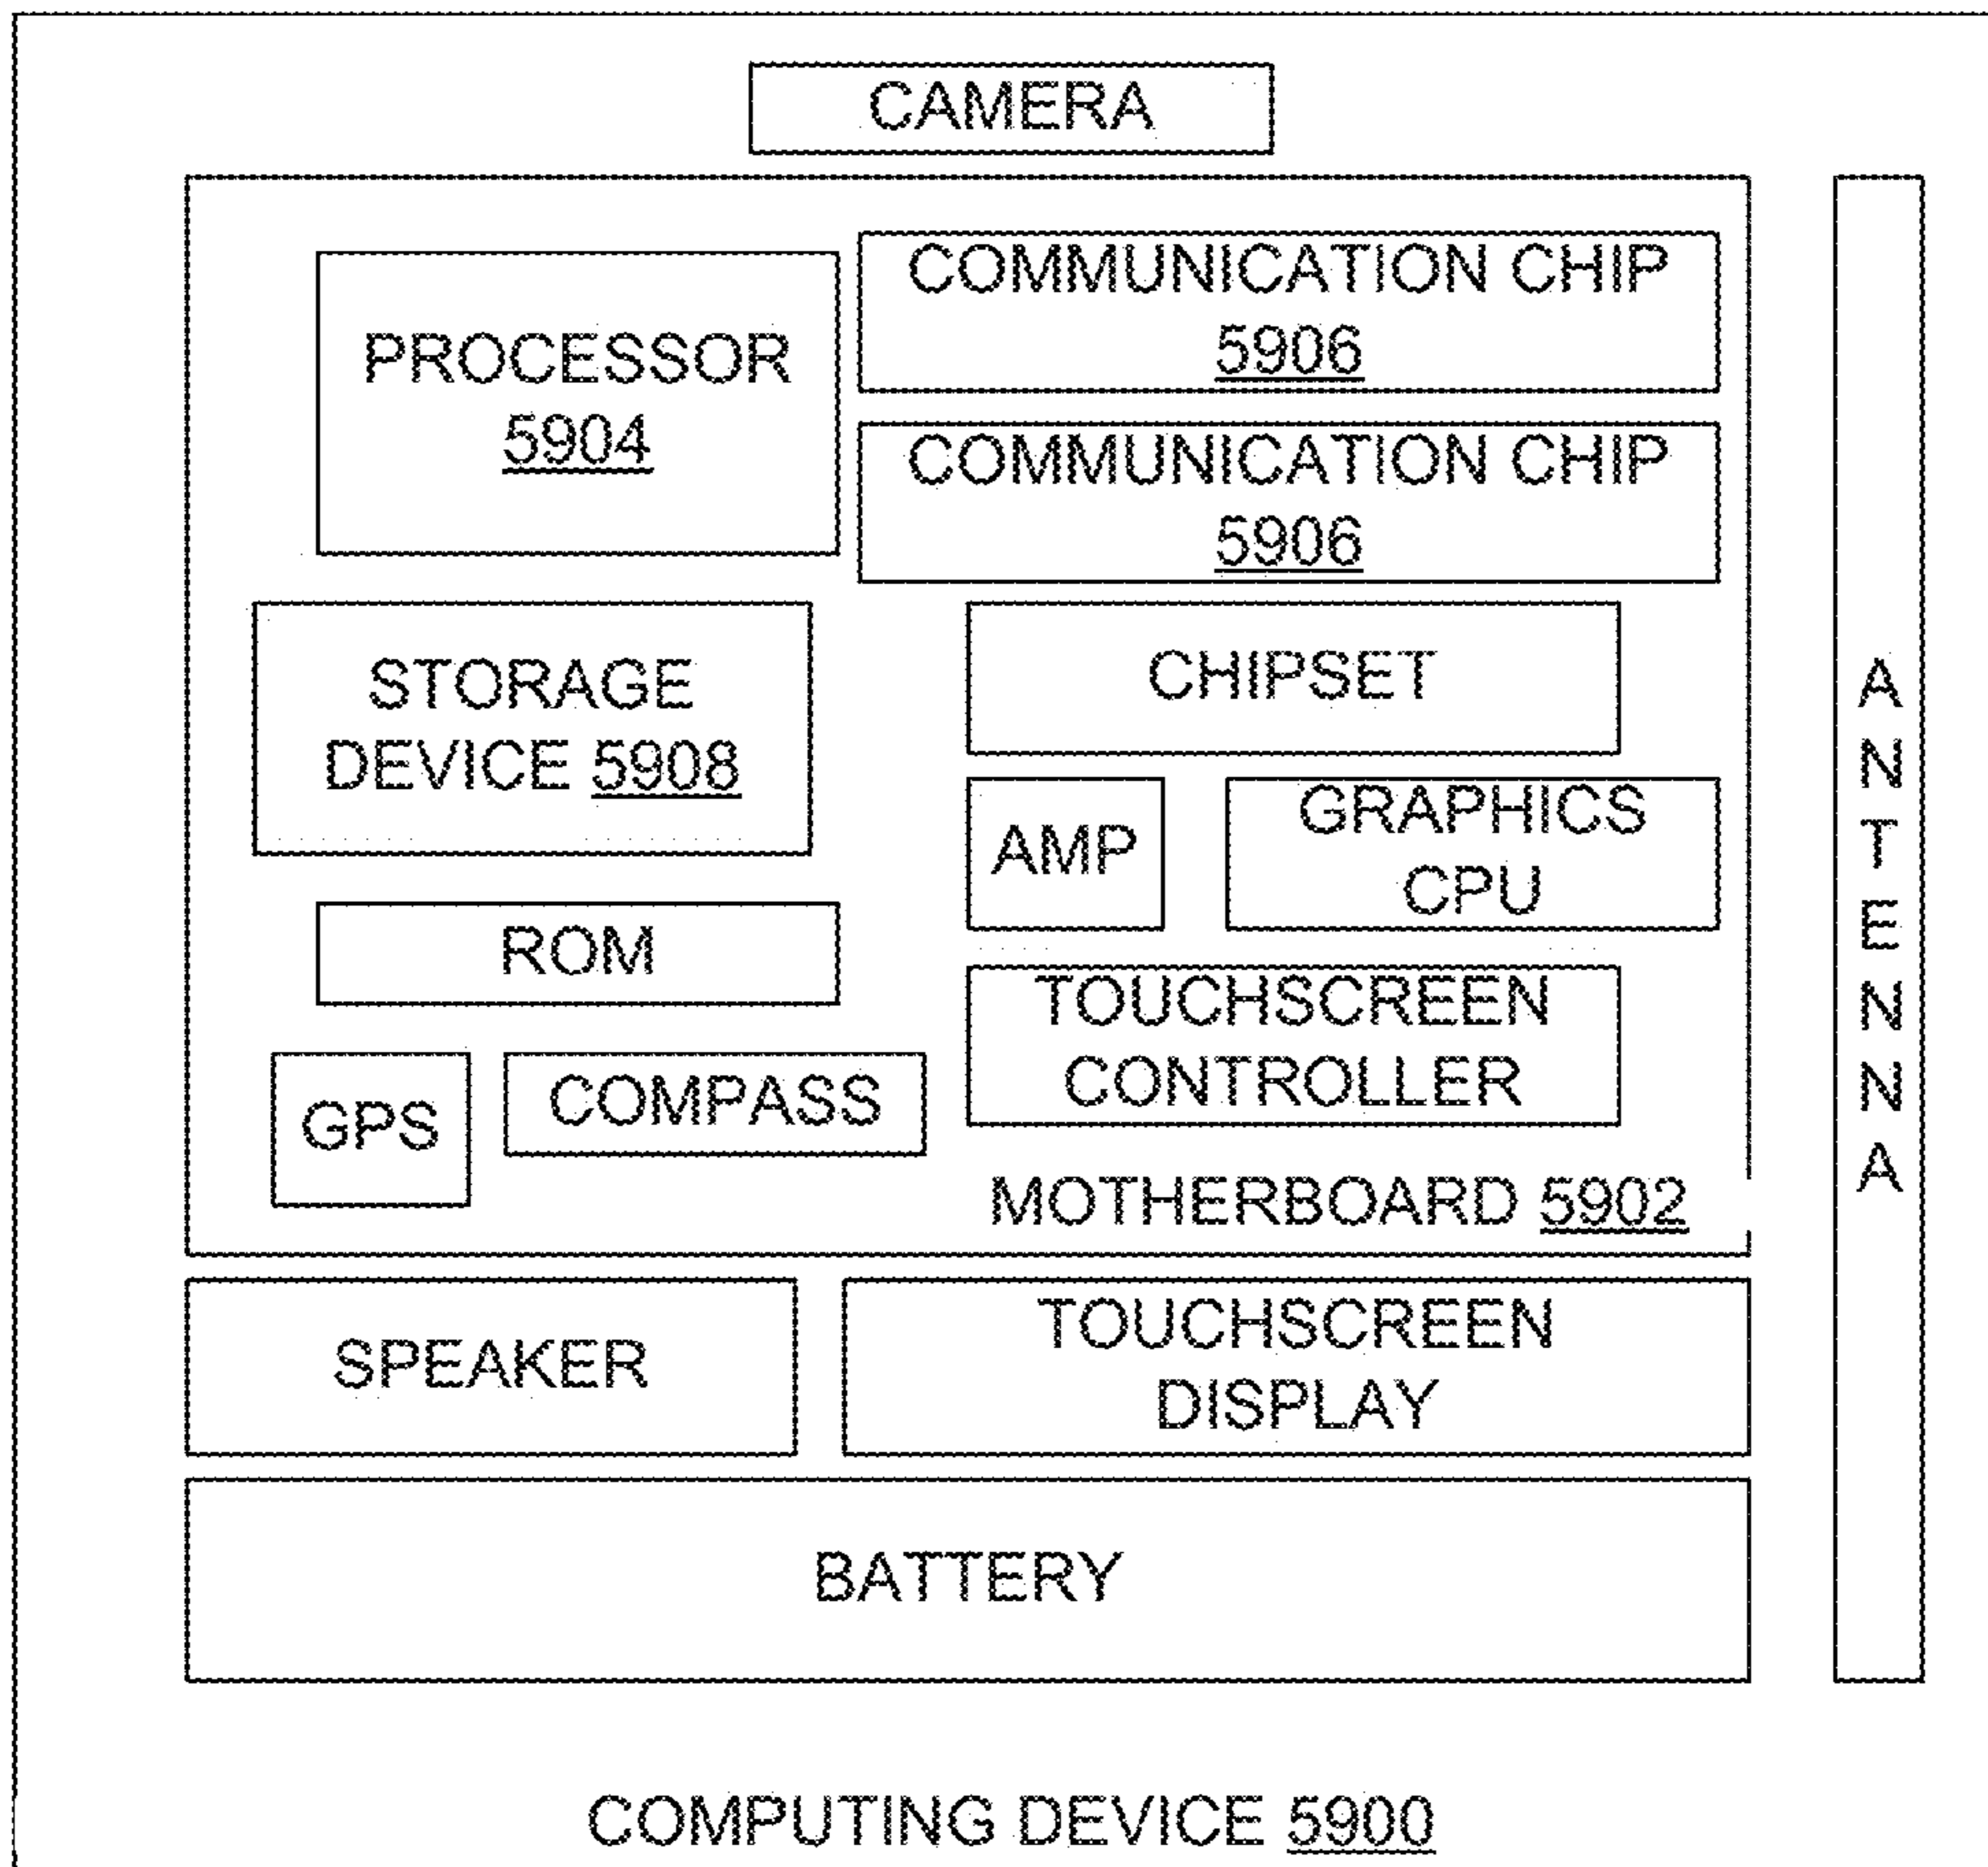 CAMERA
PROCESSOR
5904
COMMUNICATION CHIP
5906
COMMUNICATION CHIP
5906
STORAGE
DEVICE 5908
CHIPSET
AMP
GRAPHICS
CPU
ROM
TOUCHSCREEN
CONTROLLER
GPS
COMPASS
MOTHERBOARD 5902
ANTENNA
SPEAKER
TOUCHSCREEN
DISPLAY
BATTERY
COMPUTING DEVICE 5900